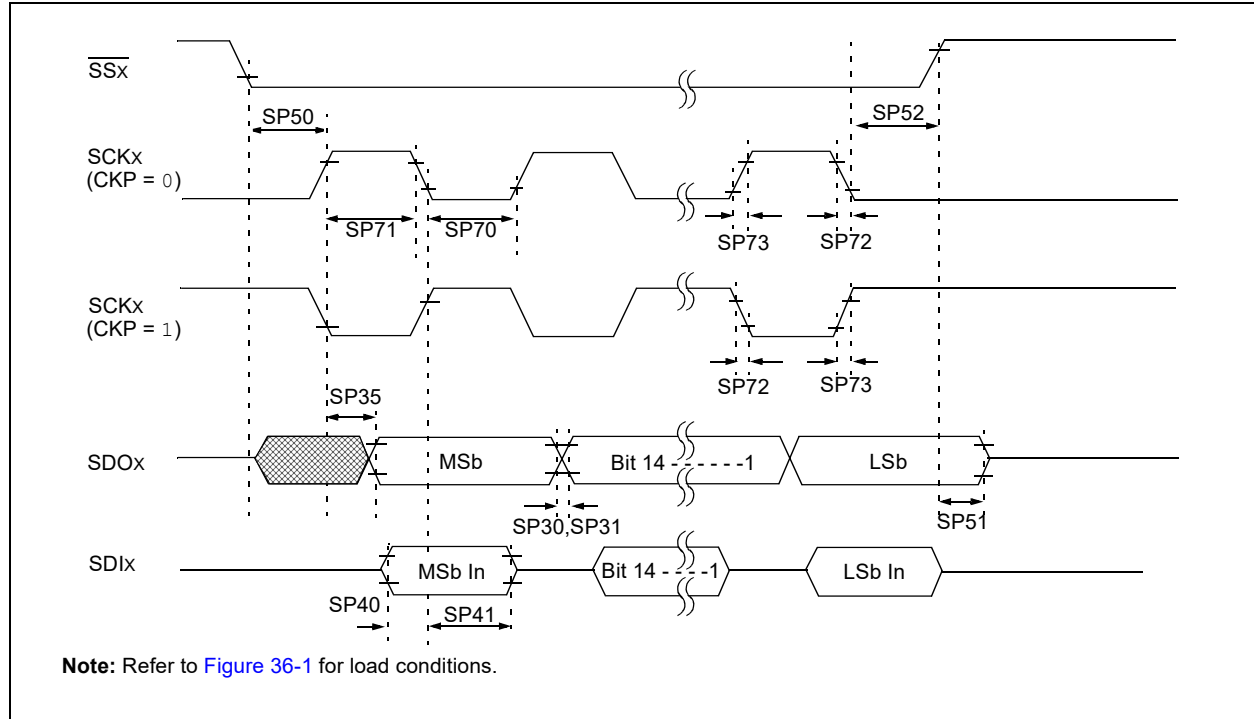 SSx
SP50
SP52
SCKx
(CKP = 0)
SP71
SP70
SP73
SP72
SCKx
(CKP = 1)
SP72
SP73
SP35
SDOx
MSb
Bit 14 - - - - - -1
LSb
SP30,SP31
SP51
SDIx
MSb In
Bit 14 - - - -1
LSb In
SP40
SP41
Note: Refer to Figure 36-1 for load conditions.